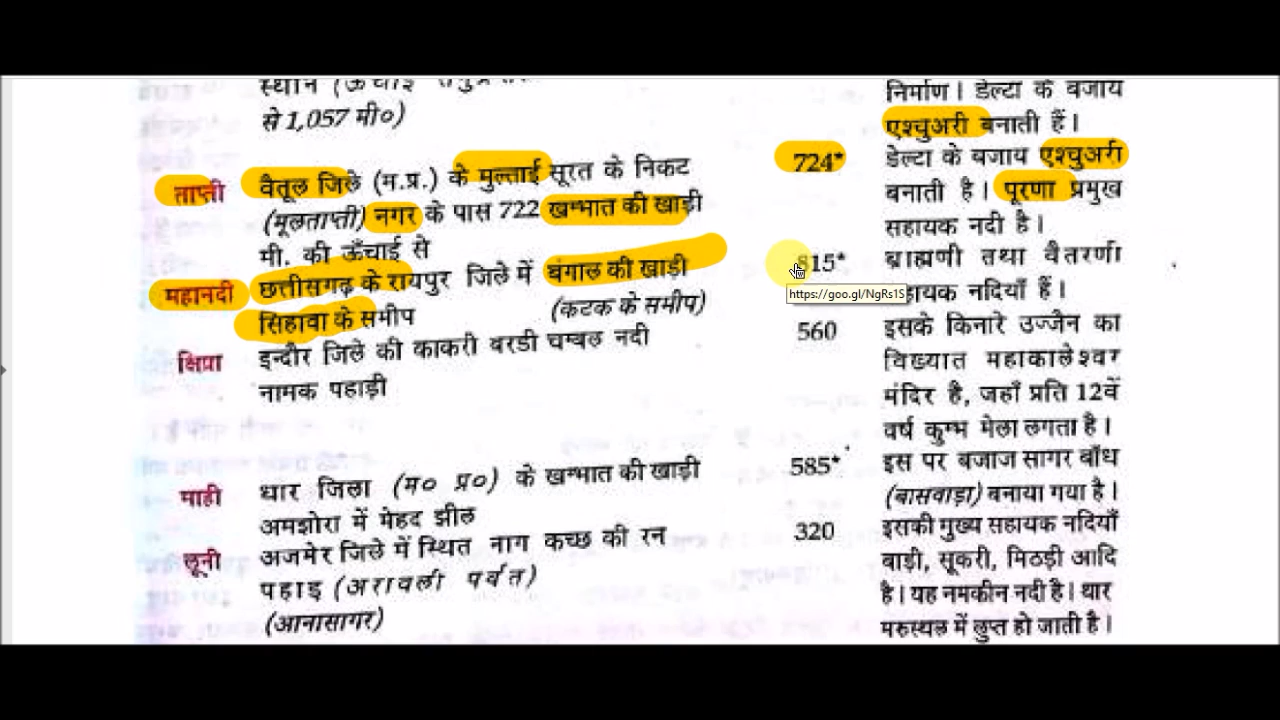 स्थान (ऊँचाई
से 1,057 मी०)
निर्माण। डेल्टा के बजाय
एश्चुअरी बनाती हैं।
ताप्ती
वैतूल जिले (म.प्र.) के मुल्ताई सूरत के निकट
(मूलताप्ती) नगर के पास 722 खम्भात की खाड़ी
मी. की ऊँचाई से
724*
डेल्टा के बजाय एश्चुअरी
बनाती है। पूरणा प्रमुख
सहायक नदी है।
महानदी
छत्तीसगढ़ के रायपुर जिले में बंगाल की खाड़ी
सिहावा के समीप (कटक के समीप)
815*
https://goo.gl/NgRs1S
ब्राह्मणी तथा वैतरणी
हायक नदियाँ हैं।
क्षिप्रा
इन्दौर जिले की काकरी बरडी चम्बल नदी
नामक पहाड़ी
560
इसके किनारे उज्जैन का
विख्यात महाकालेश्वर
मंदिर है, जहाँ प्रति 12वें
वर्ष कुम्भ मेला लगता है।
माही
धार जिला (म० प्र०) के खम्भात की खाड़ी
अमझोरा में मेहद झील
585*
इस पर बजाज सागर बाँध
(बासवाड़ा) बनाया गया है।
लूनी
अजमेर जिले में स्थित नाग कच्छ की रन
पहाड़ (अरावली पर्वत)
(आनासागर)
320
इसकी मुख्य सहायक नदियाँ
बाड़ी, सूकरी, मिठड़ी आदि
है। यह नमकीन नदी है। थार
मरुस्थल में लुप्त हो जाती है।